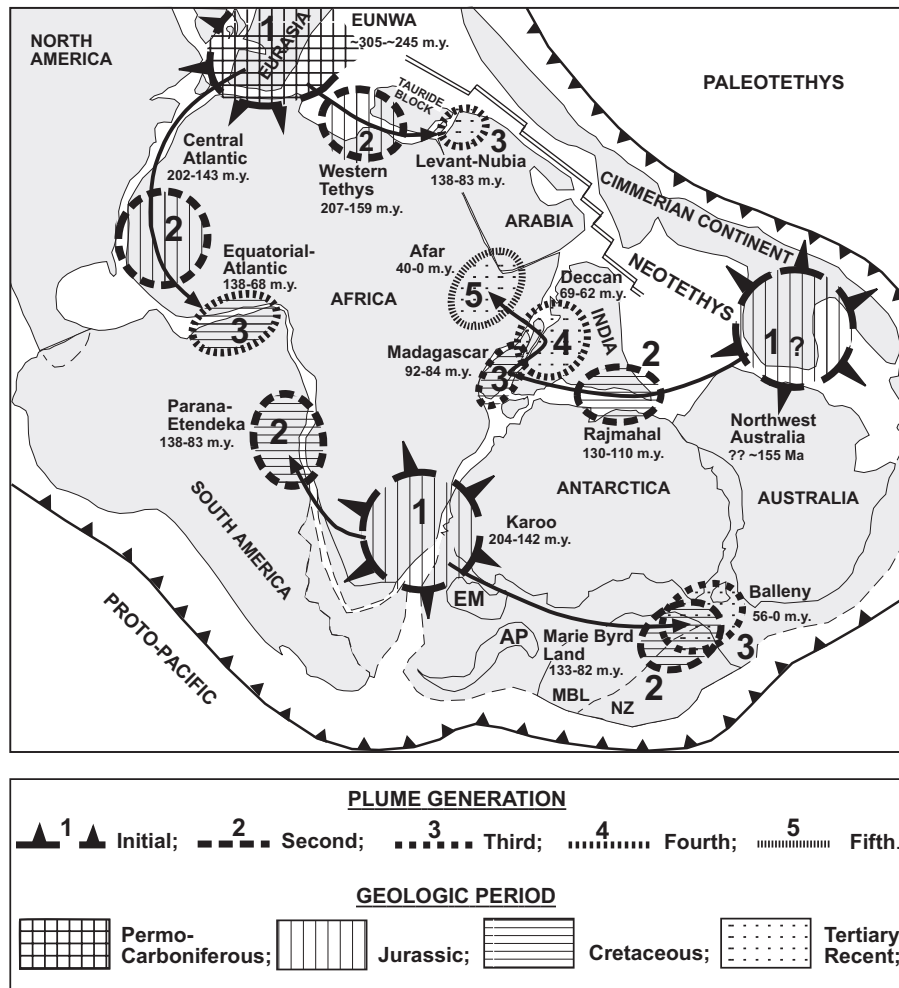 NORTH
AMERICA
1
EURASIA
EUNWA
~305-~245 m.y.
PALEOTETHYS
TAURIDE
BLOCK
2
3
Central
Atlantic
202-143 m.y.
Western
Tethys
207-159 m.y.
Levant-Nubia
138-83 m.y.
CIMMERIAN CONTINENT
ARABIA
2
Equatorial-
Atlantic
138-68 m.y.
Afar
40-0 m.y.
Deccan
69-62 m.y.
NEOTETHYS
AFRICA
5
INDIA
3
4
1 ?
Madagascar
92-84 m.y.
3
2
Parana-
Etendeka
138-83 m.y.
2
Rajmahal
130-110 m.y.
Northwest
Australia
?? ~155 Ma
ANTARCTICA
AUSTRALIA
SOUTH AMERICA
1
Karoo
204-142 m.y.
PROTO-PACIFIC
EM
Balleny
56-0 m.y.
AP
Marie Byrd
Land
133-82 m.y.
3
2
MBL
NZ
PLUME GENERATION
1 Initial; 2 Second; 3 Third; 4 Fourth; 5 Fifth.
GEOLOGIC PERIOD
Permo-
Carboniferous;
Jurassic;
Cretaceous;
Tertiary
Recent;